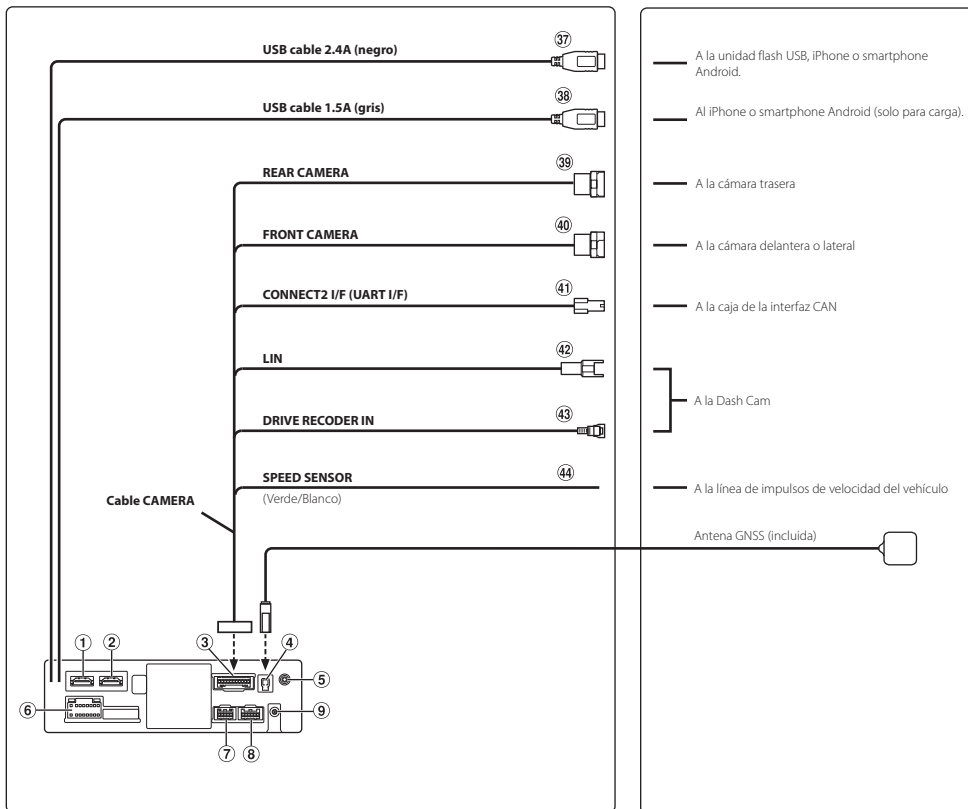 USB cable 2.4A (negro)
37
A la unidad flash USB, iPhone o smartphone
Android.
USB cable 1.5A (gris)
38
Al iPhone o smartphone Android (solo para carga).
REAR CAMERA
39
A la cámara trasera
FRONT CAMERA
40
A la cámara delantera o lateral
CONNECT2 I/F (UART I/F)
41
A la caja de la interfaz CAN
LIN
42
A la Dash Cam
DRIVE RECODER IN
43
SPEED SENSOR
44
(Verde/Blanco)
A la línea de impulsos de velocidad del vehículo
Cable CAMERA
Antena GNSS (incluida)
1
2
3
4
5
6
7
8
9